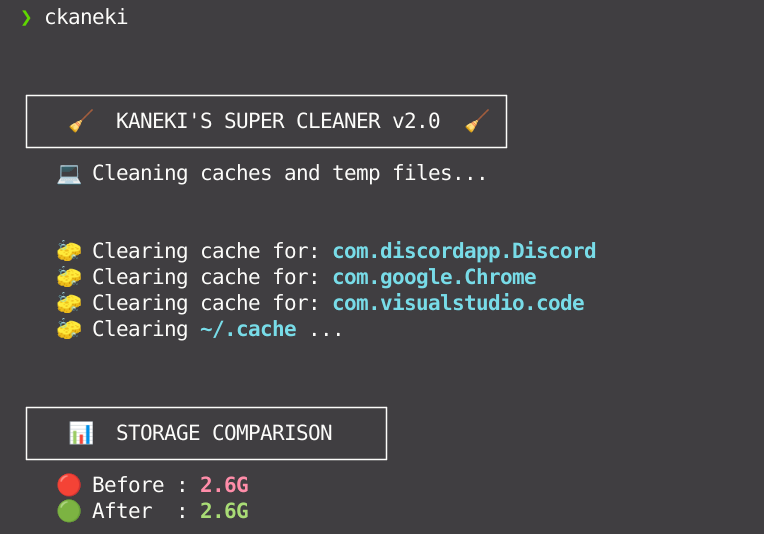 ❯ ckaneki
🧹 KANEKI'S SUPER CLEANER v2.0 🧹
💻 Cleaning caches and temp files...
🧽 Clearing cache for: com.discordapp.Discord
🧽 Clearing cache for: com.google.Chrome
🧽 Clearing cache for: com.visualstudio.code
🧽 Clearing ~/.cache ...
📊 STORAGE COMPARISON
🔴 Before : 2.6G
🟢 After : 2.6G